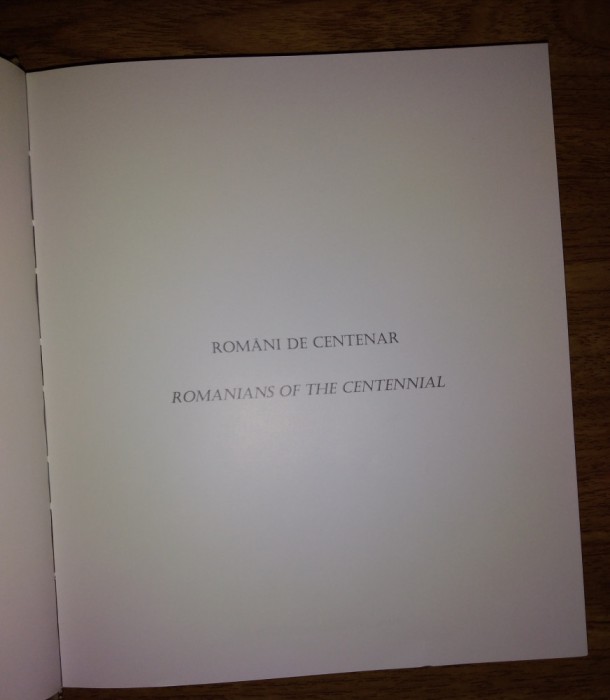 ROMÂNI DE CENTENAR
ROMANIANS OF THE CENTENNIAL